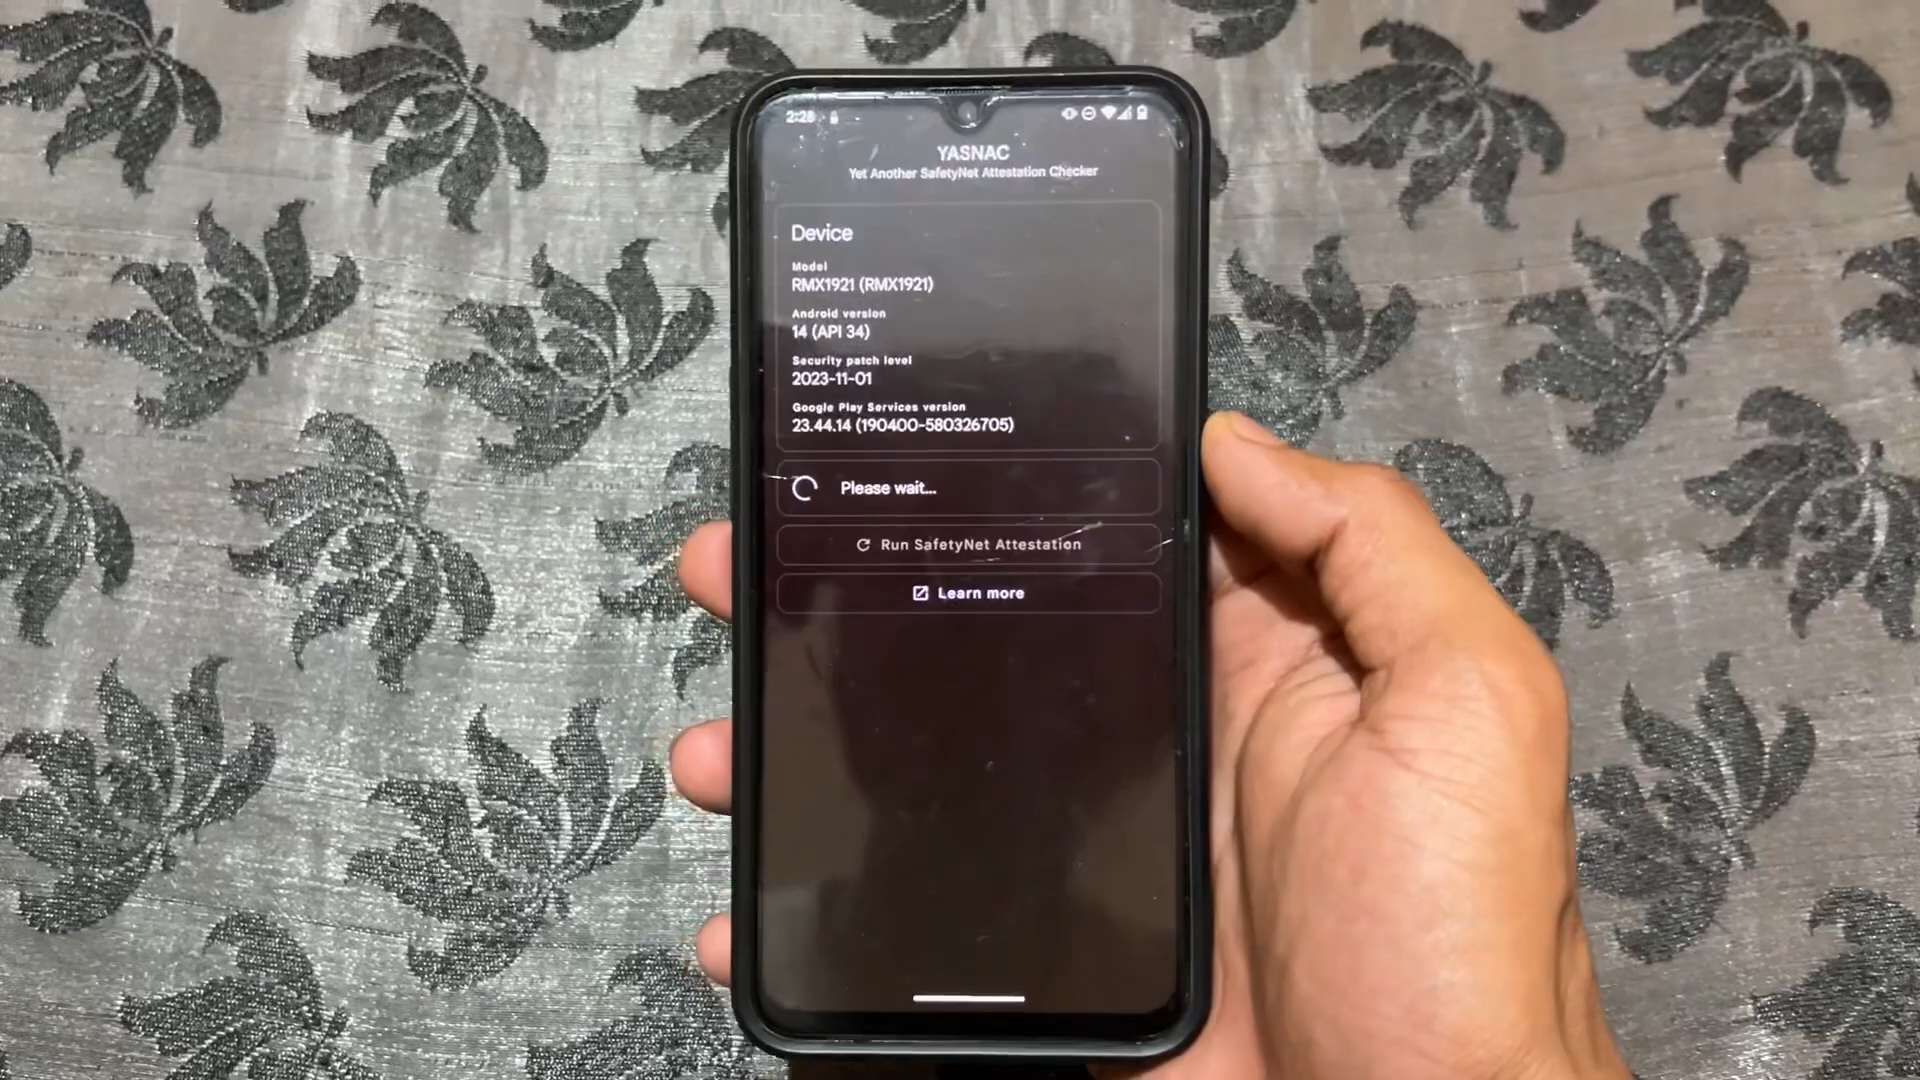 2:28
YASNAC
Yet Another SafetyNet Attestation Checker
Device
Model
RMX1921 (RMX1921)
Android version
14 (API 34)
Security patch level
2023-11-01
Google Play Services version
23.44.14 (190400-580326705)
Please wait...
Run SafetyNet Attestation
Learn more